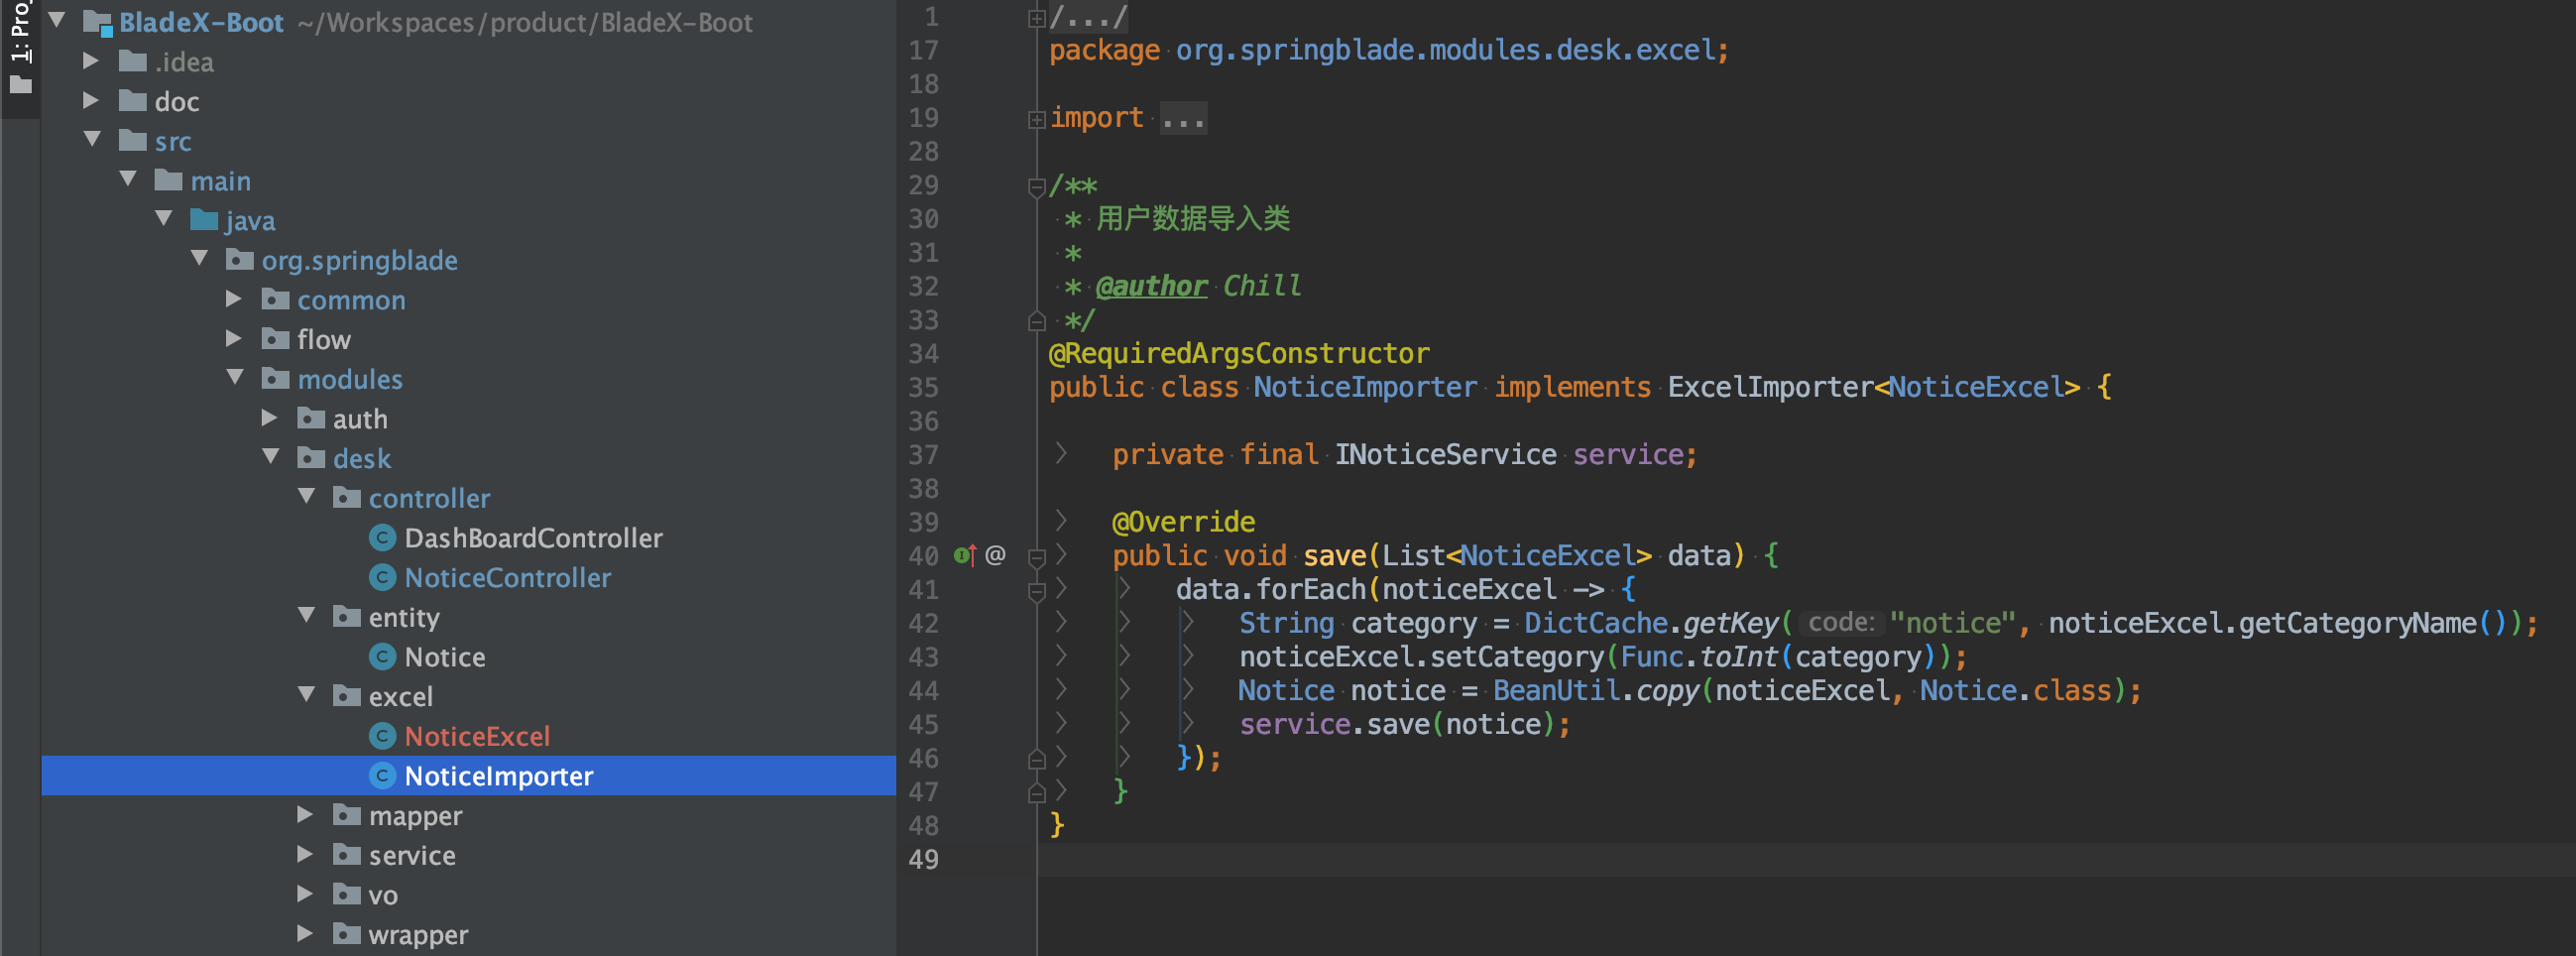 1: Pro
BladeX-Boot ~/Workspaces/product/BladeX-Boot
.idea
doc
src
main
java
org.springblade
common
flow
modules
auth
desk
controller
DashBoardController
NoticeController
entity
Notice
excel
NoticeExcel
NoticeImporter
mapper
service
vo
wrapper
1 /.../
17 package org.springblade.modules.desk.excel;
18
19 import ...
28
29 /**
30 * 用户数据导入类
31 *
32 * @author Chill
33 */
34 @RequiredArgsConstructor
35 public class NoticeImporter implements ExcelImporter<NoticeExcel> {
36
37 private final INoticeService service;
38
39 @Override
40 @ public void save(List<NoticeExcel> data) {
41 data.forEach(noticeExcel -> {
42 String category = DictCache.getKey( code: "notice", noticeExcel.getCategoryName());
43 noticeExcel.setCategory(Func.toInt(category));
44 Notice notice = BeanUtil.copy(noticeExcel, Notice.class);
45 service.save(notice);
46 });
47 }
48 }
49